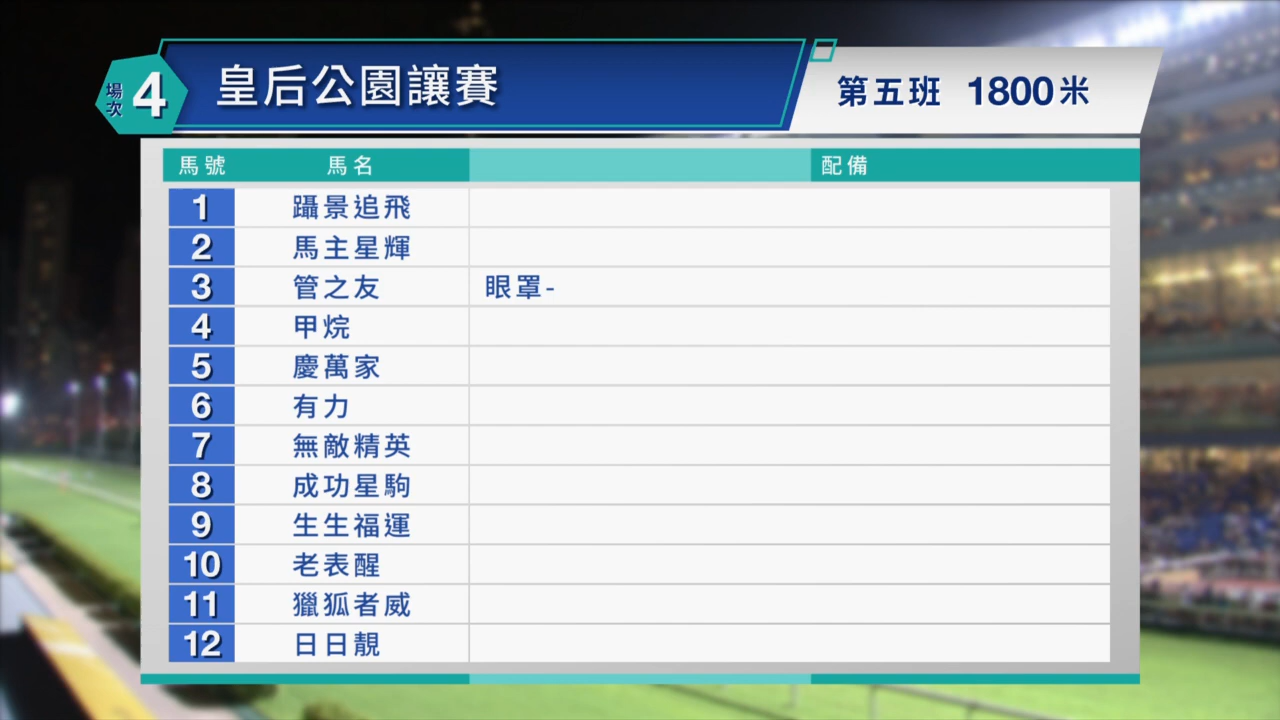 場次 4 皇后公園讓賽 第五班 1800米
馬號 馬名 配備
1 躡景追飛
2 馬主星輝
3 管之友 眼罩-
4 甲烷
5 慶萬家
6 有力
7 無敵精英
8 成功星駒
9 生生福運
10 老表醒
11 獵狐者威
12 日日靚